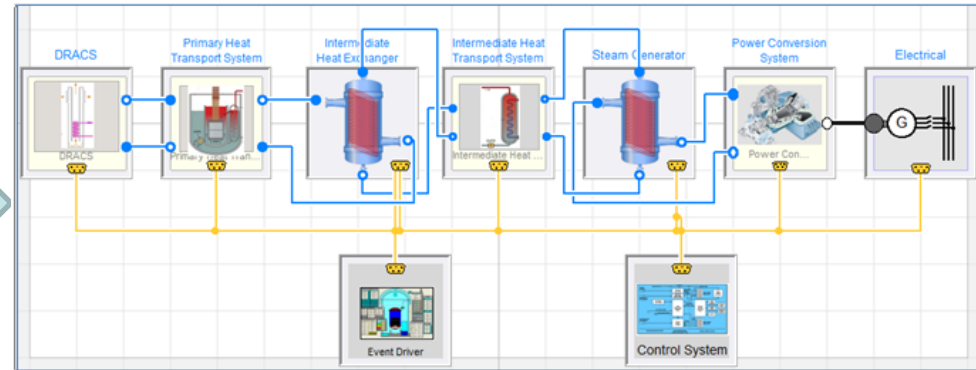 DRACS
Primary Heat
Transport System
Intermediate
Heat Exchanger
Intermediate Heat
Transport System
Steam Generator
Power Conversion
System
Electrical
DRACS
Primary Heat Tran...
Intermediate Heat ...
Power Con...
G
Event Driver
Control System